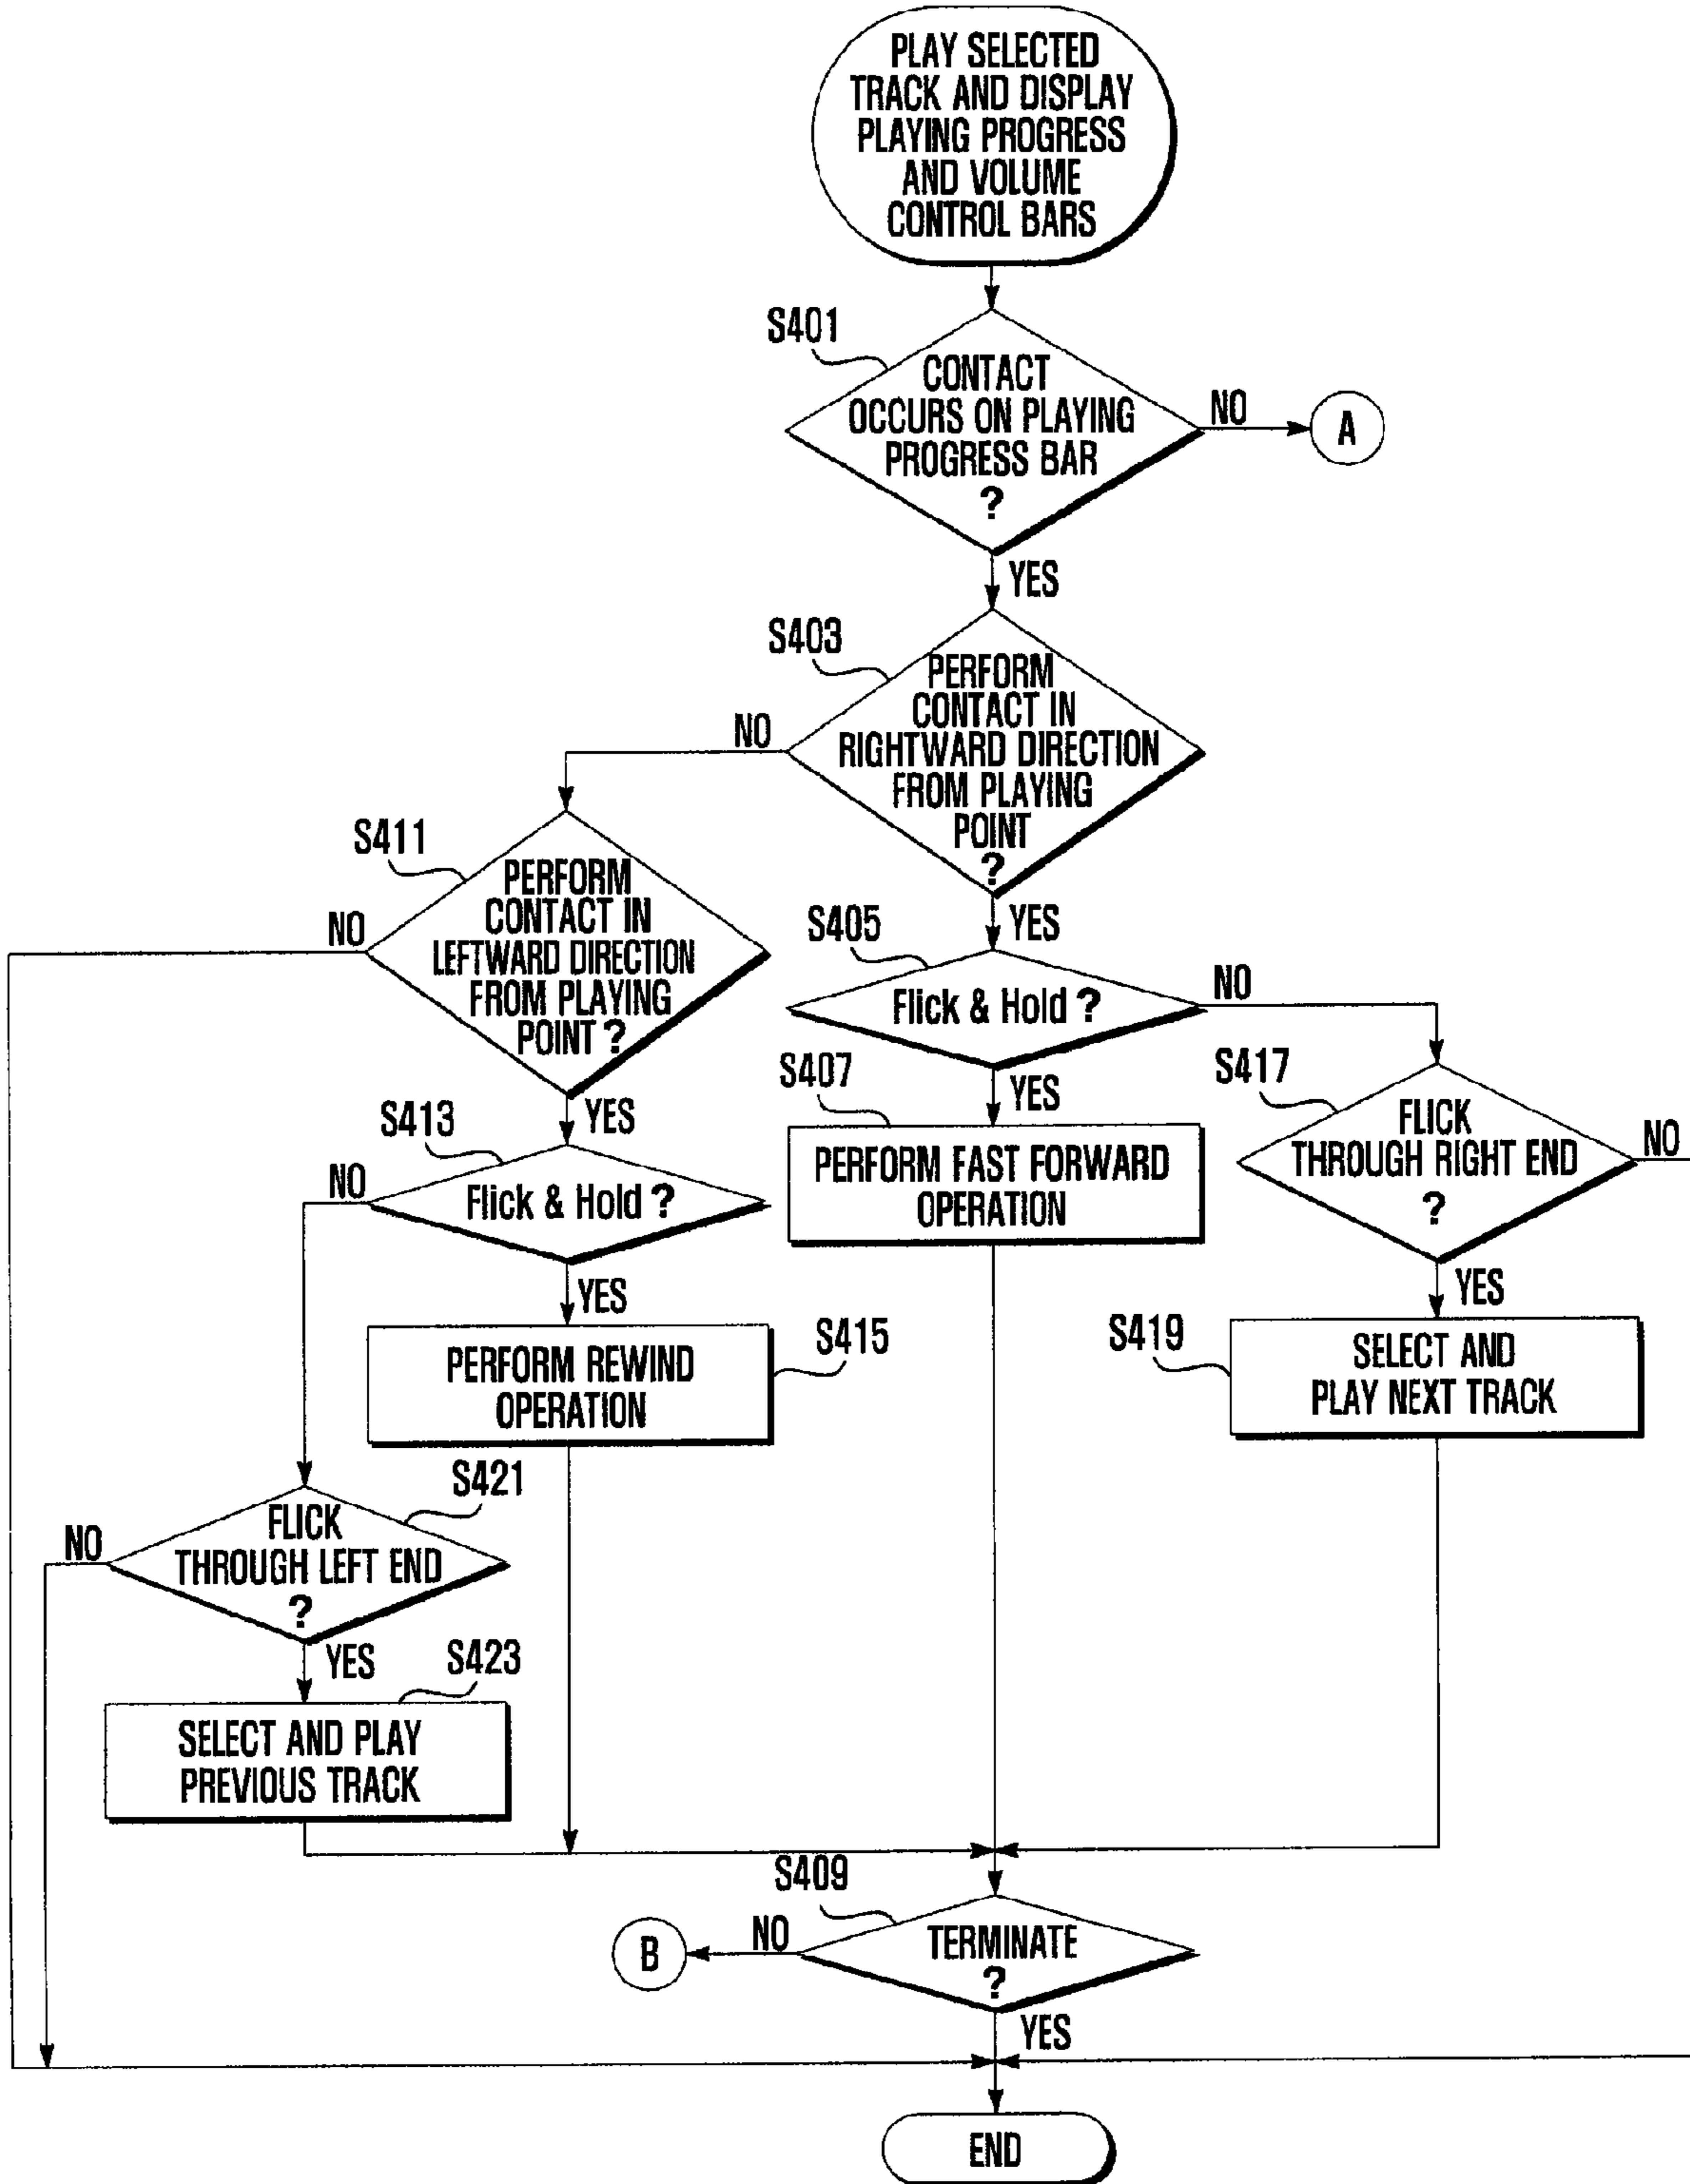 PLAY SELECTED
TRACK AND DISPLAY
PLAYING PROGRESS
AND VOLUME
CONTROL BARS
S401
CONTACT
OCCURS ON PLAYING
PROGRESS BAR
?
NO
A
YES
S403
PERFORM
CONTACT IN
RIGHTWARD DIRECTION
FROM PLAYING
POINT
?
NO
YES
S411
PERFORM
CONTACT IN
LEFTWARD DIRECTION
FROM PLAYING
POINT ?
NO
YES
S405
Flick & Hold ?
NO
YES
S407
PERFORM FAST FORWARD
OPERATION
S417
FLICK
THROUGH RIGHT END
?
NO
YES
S413
Flick & Hold ?
NO
YES
PERFORM REWIND
OPERATION
S415
S419
SELECT AND
PLAY NEXT TRACK
S421
FLICK
THROUGH LEFT END
?
NO
YES
S423
SELECT AND PLAY
PREVIOUS TRACK
S409
TERMINATE
?
NO
B
YES
END